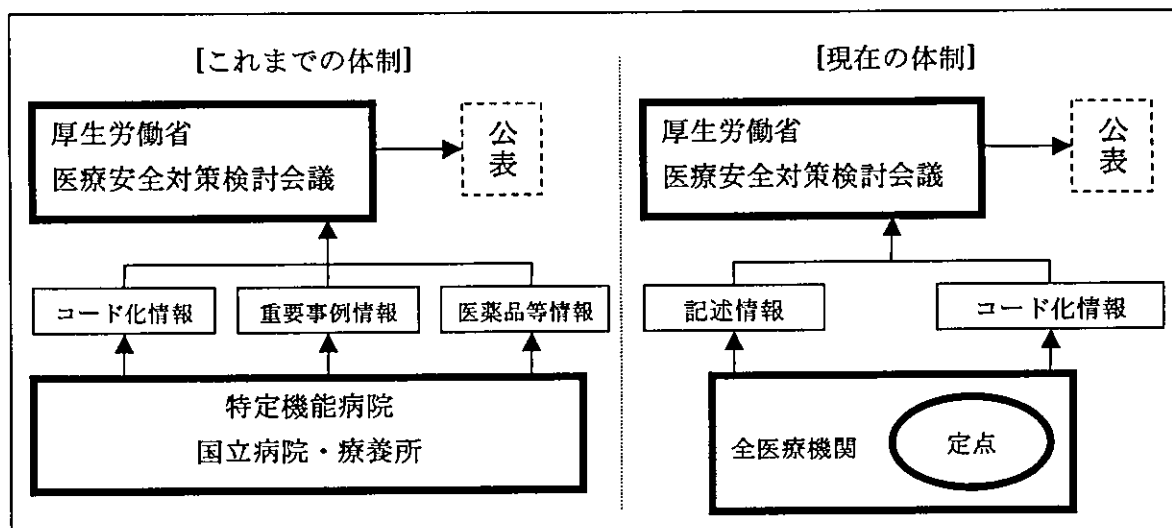 [これまでの体制]
厚生労働省
医療安全対策検討会議
公表
コード化情報
重要事例情報
医薬品等情報
特定機能病院
国立病院・療養所
[現在の体制]
厚生労働省
医療安全対策検討会議
公表
記述情報
コード化情報
全医療機関
定点